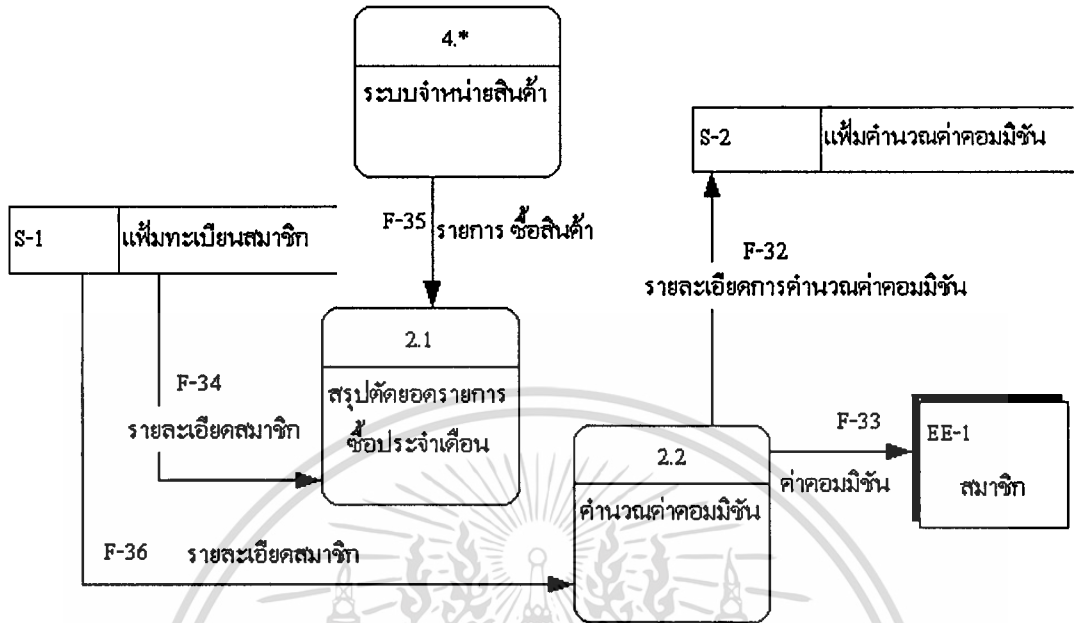 4.*
ระบบจำหน่ายสินค้า
S-2 แฟ้มคำนวณค่าคอมมิชัน
S-1 แฟ้มทะเบียนสมาชิก
F-35 รายการ ซื้อสินค้า
F-32
รายละเอียดการคำนวณค่าคอมมิชัน
2.1
สรุปตัดยอดรายการ
ซื้อประจำเดือน
F-34
รายละเอียดสมาชิก
F-33
ค่าคอมมิชัน
EE-1
สมาชิก
2.2
คำนวณค่าคอมมิชัน
F-36 รายละเอียดสมาชิก